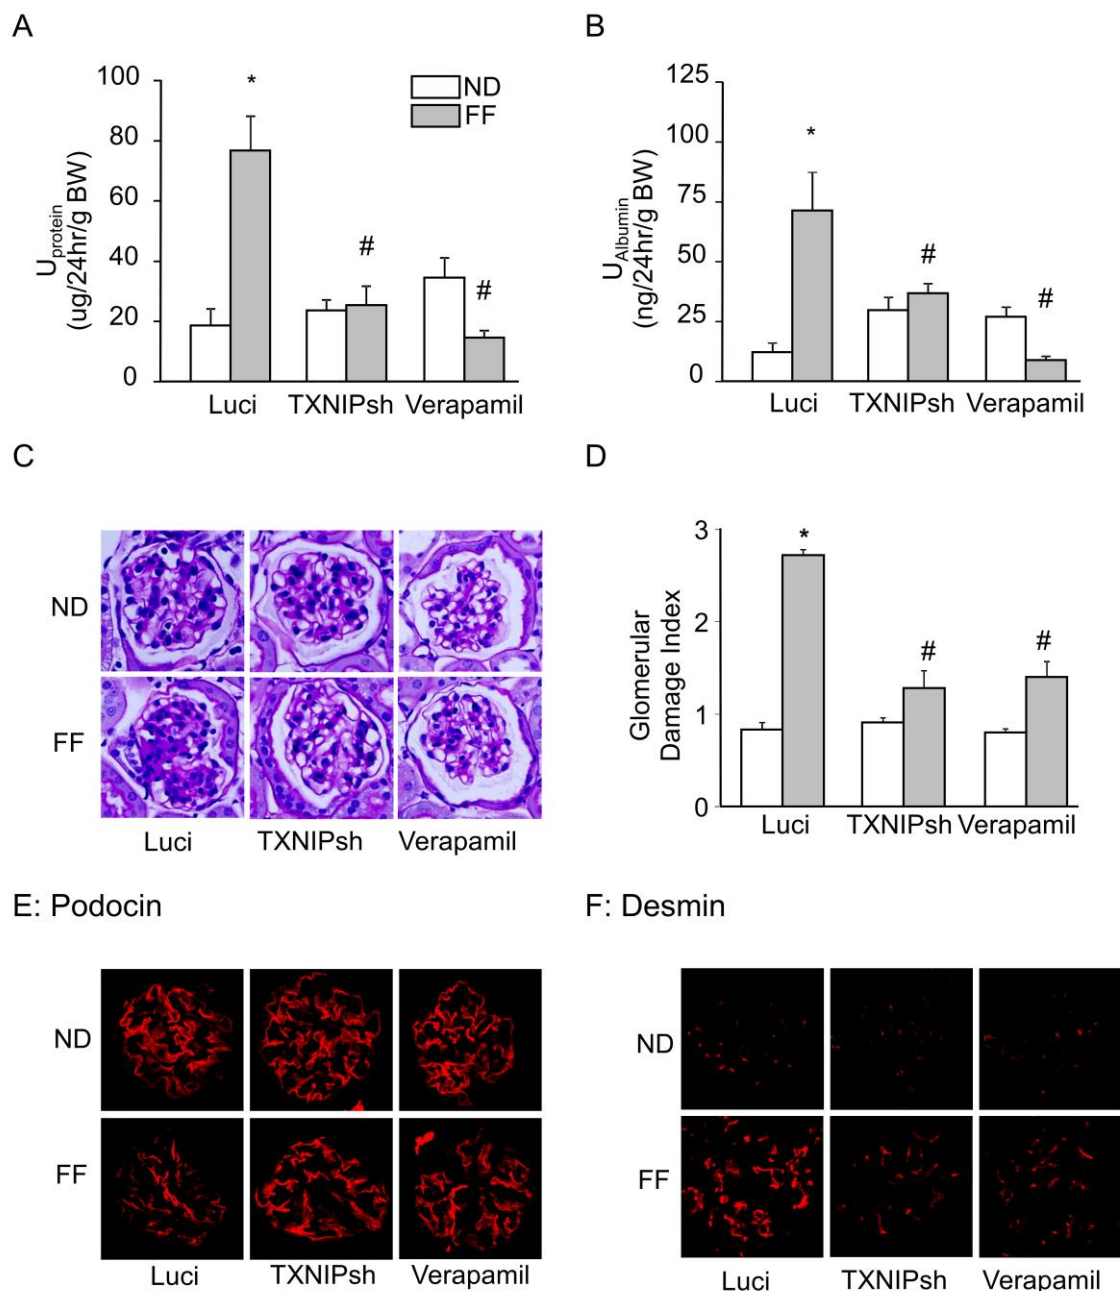 A
100
80
60
40
20
0
U protein
(ug/24hr/g BW)
*
#
#
ND
FF
Luci TXNIPsh Verapamil
B
125
100
75
50
25
0
U Albumin
(ng/24hr/g BW)
*
#
#
Luci TXNIPsh Verapamil
C
ND
FF
Luci TXNIPsh Verapamil
D
3
2
1
0
Glomerular
Damage Index
*
#
#
Luci TXNIPsh Verapamil
E: Podocin
ND
FF
Luci TXNIPsh Verapamil
F: Desmin
ND
FF
Luci TXNIPsh Verapamil